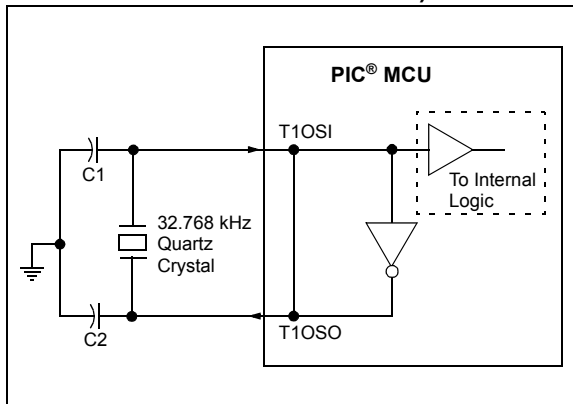 PIC® MCU
T1OSI
C1
To Internal
Logic
32.768 kHz
Quartz
Crystal
C2
T1OSO